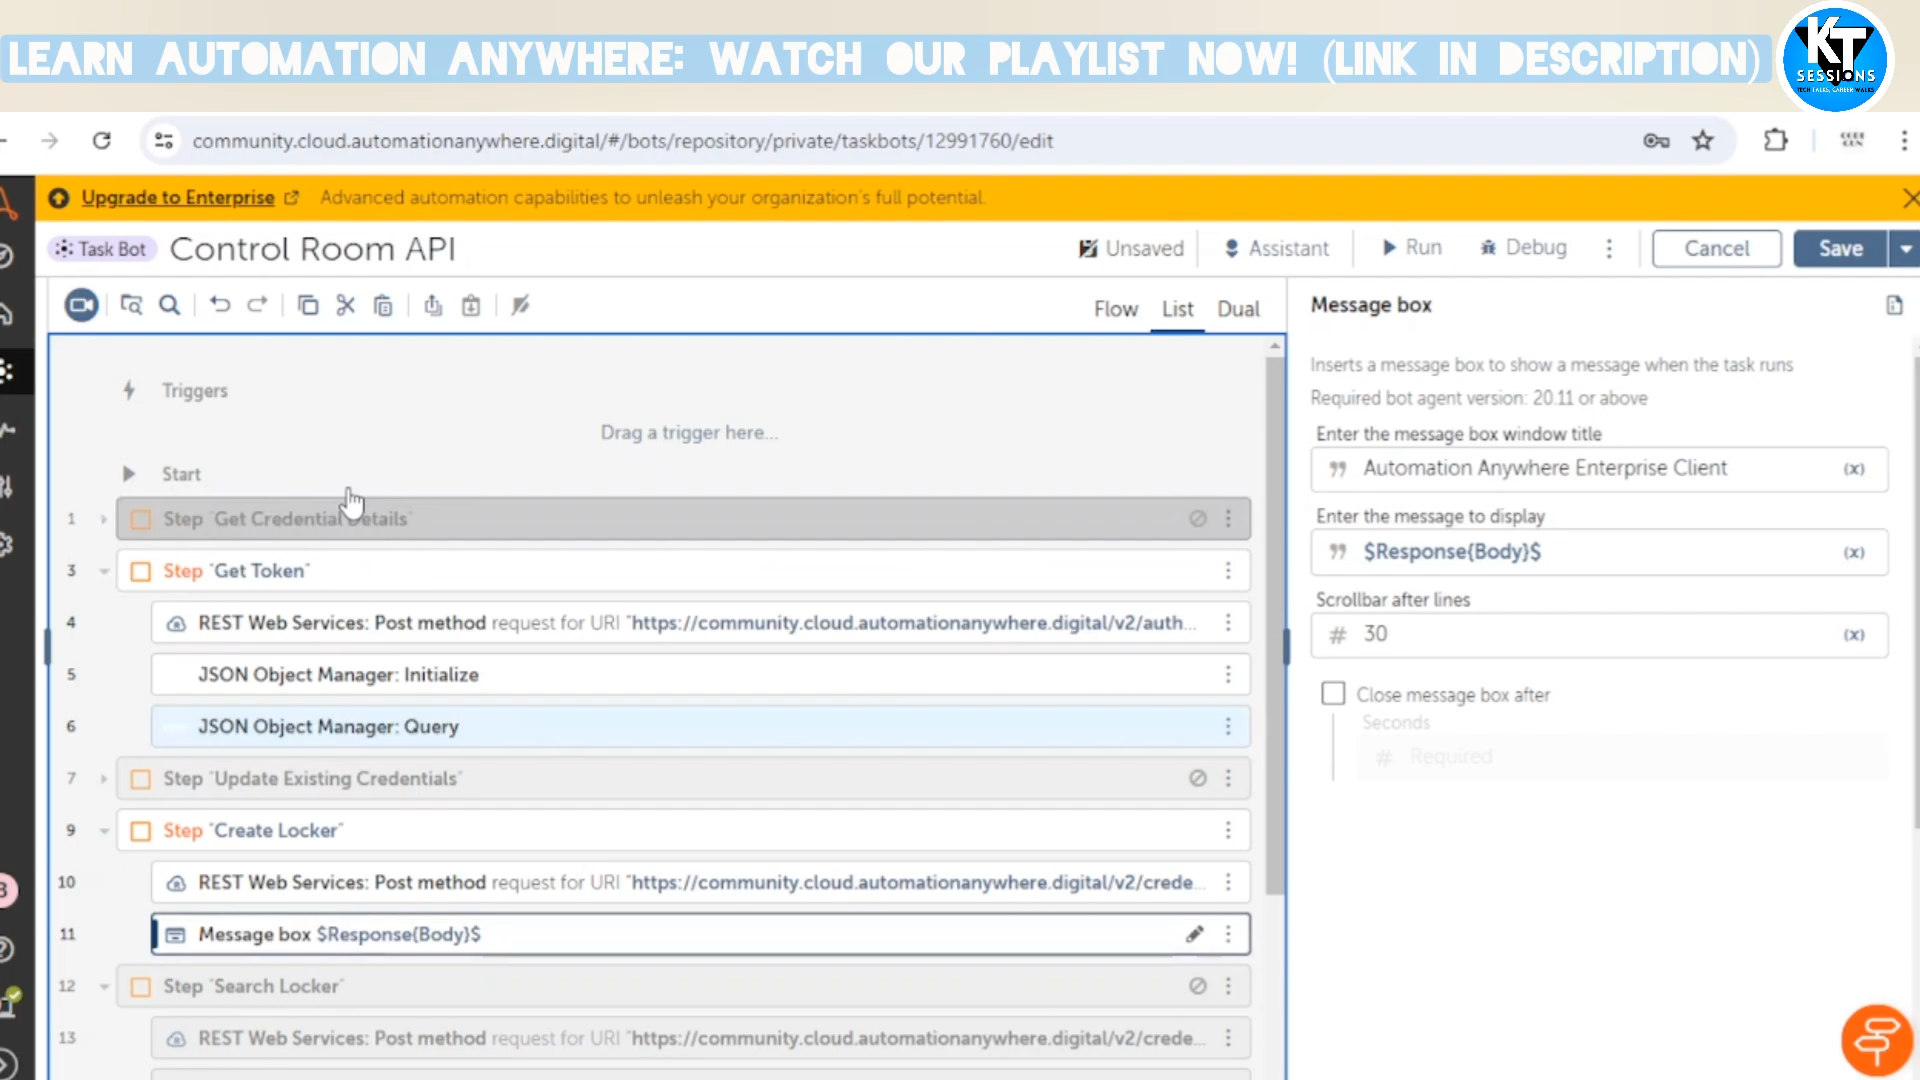 LEARN AUTOMATION ANYWHERE: WATCH OUR PLAYLIST NOW! (LINK IN DESCRIPTION)
KT
SESSIONS
TECH TALKS, CAREER WALKS
community.cloud.automationanywhere.digital/#/bots/repository/private/taskbots/12991760/edit
Upgrade to Enterprise
Advanced automation capabilities to unleash your organization's full potential.
Task Bot
Control Room API
Unsaved
Assistant
Run
Debug
Cancel
Save
Flow
List
Dual
Triggers
Drag a trigger here...
Start
1 Step "Get Credential Details"
3 Step "Get Token"
4 REST Web Services: Post method request for URI "https://community.cloud.automationanywhere.digital/v2/auth...
5 JSON Object Manager: Initialize
6 JSON Object Manager: Query
7 Step "Update Existing Credentials"
9 Step "Create Locker"
10 REST Web Services: Post method request for URI "https://community.cloud.automationanywhere.digital/v2/crede...
11 Message box $Response{Body}$
12 Step "Search Locker"
13 REST Web Services: Post method request for URI "https://community.cloud.automationanywhere.digital/v2/crede...
Message box
Inserts a message box to show a message when the task runs
Required bot agent version: 20.11 or above
Enter the message box window title
Automation Anywhere Enterprise Client (x)
Enter the message to display
$Response{Body}$ (x)
Scrollbar after lines
# 30 (x)
Close message box after
Seconds
# Required